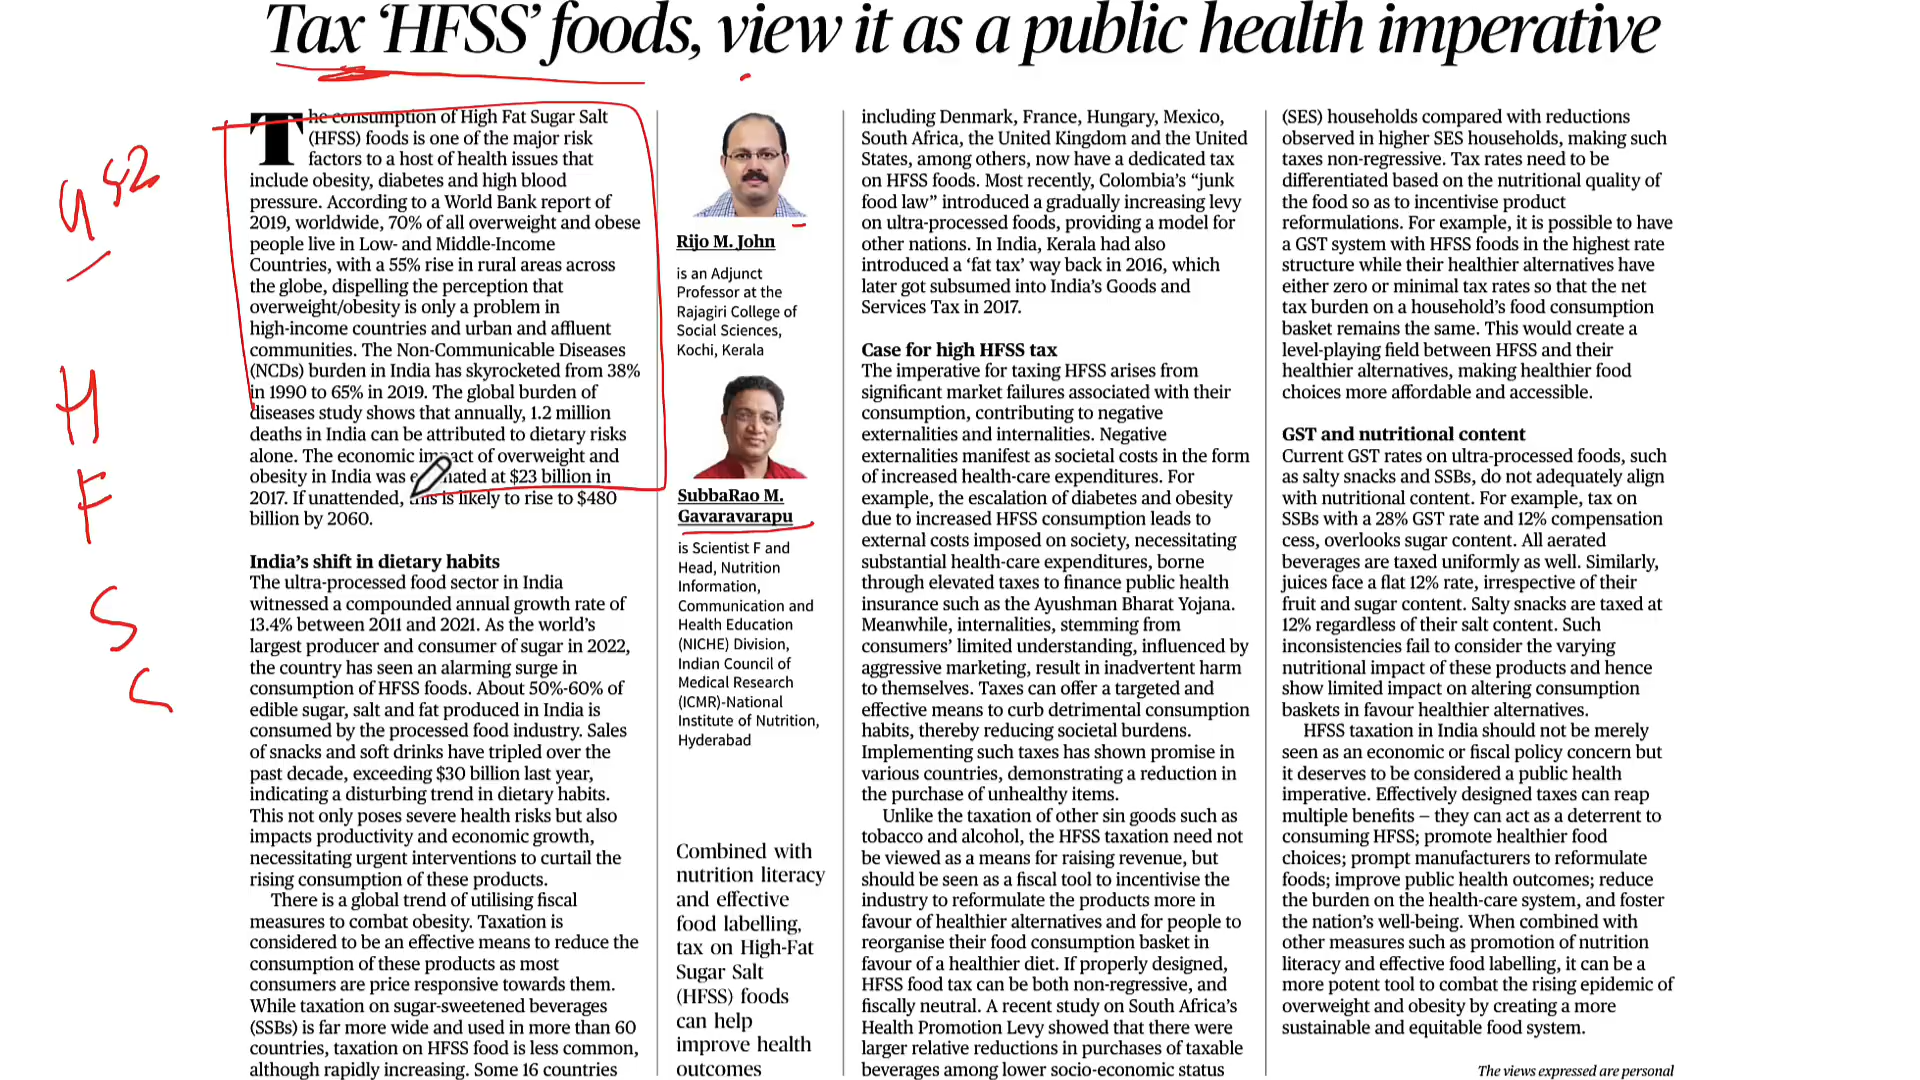 Tax ‘HFSS’ foods, view it as a public health imperative
The consumption of High Fat Sugar Salt
(HFSS) foods is one of the major risk
factors to a host of health issues that
include obesity, diabetes and high blood
pressure. According to a World Bank report of
2019, worldwide, 70% of all overweight and obese
people live in Low- and Middle-Income
Countries, with a 55% rise in rural areas across
the globe, dispelling the perception that
overweight/obesity is only a problem in
high-income countries and urban and affluent
communities. The Non-Communicable Diseases
(NCDs) burden in India has skyrocketed from 38%
in 1990 to 65% in 2019. The global burden of
diseases study shows that annually, 1.2 million
deaths in India can be attributed to dietary risks
alone. The economic impact of overweight and
obesity in India was at $23 billion in
2017. If unattended, this is likely to rise to $480
billion by 2060.
India’s shift in dietary habits
The ultra-processed food sector in India
witnessed a compounded annual growth rate of
13.4% between 2011 and 2021. As the world’s
largest producer and consumer of sugar in 2022,
the country has seen an alarming surge in
consumption of HFSS foods. About 50%-60% of
edible sugar, salt and fat produced in India is
consumed by the processed food industry. Sales
of snacks and soft drinks have tripled over the
past decade, exceeding $30 billion last year,
indicating a disturbing trend in dietary habits.
This not only poses severe health risks but also
impacts productivity and economic growth,
necessitating urgent interventions to curtail the
rising consumption of these products.
There is a global trend of utilising fiscal
measures to combat obesity. Taxation is
considered to be an effective means to reduce the
consumption of these products as most
consumers are price responsive towards them.
While taxation on sugar-sweetened beverages
(SSBs) is far more wide and used in more than 60
countries, taxation on HFSS food is less common,
although rapidly increasing. Some 16 countries
Rijo M. John
is an Adjunct
Professor at the
Rajagiri College of
Social Sciences,
Kochi, Kerala
SubbaRao M.
Gavaravarapu
is Scientist F and
Head, Nutrition
Information,
Communication and
Health Education
(NICHE) Division,
Indian Council of
Medical Research
(ICMR)-National
Institute of Nutrition,
Hyderabad
Combined with
nutrition literacy
and effective
food labelling,
tax on High-Fat
Sugar Salt
(HFSS) foods
can help
improve health
outcomes
including Denmark, France, Hungary, Mexico,
South Africa, the United Kingdom and the United
States, among others, now have a dedicated tax
on HFSS foods. Most recently, Colombia’s “junk
food law” introduced a gradually increasing levy
on ultra-processed foods, providing a model for
other nations. In India, Kerala had also
introduced a ‘fat tax’ way back in 2016, which
later got subsumed into India’s Goods and
Services Tax in 2017.
Case for high HFSS tax
The imperative for taxing HFSS arises from
significant market failures associated with their
consumption, contributing to negative
externalities and internalities. Negative
externalities manifest as societal costs in the form
of increased health-care expenditures. For
example, the escalation of diabetes and obesity
due to increased HFSS consumption leads to
external costs imposed on society, necessitating
substantial health-care expenditures, borne
through elevated taxes to finance public health
insurance such as the Ayushman Bharat Yojana.
Meanwhile, internalities, stemming from
consumers’ limited understanding, influenced by
aggressive marketing, result in inadvertent harm
to themselves. Taxes can offer a targeted and
effective means to curb detrimental consumption
habits, thereby reducing societal burdens.
Implementing such taxes has shown promise in
various countries, demonstrating a reduction in
the purchase of unhealthy items.
Unlike the taxation of other sin goods such as
tobacco and alcohol, the HFSS taxation need not
be viewed as a means for raising revenue, but
should be seen as a fiscal tool to incentivise the
industry to reformulate the products more in
favour of healthier alternatives and for people to
reorganise their food consumption basket in
favour of a healthier diet. If properly designed,
HFSS food tax can be both non-regressive, and
fiscally neutral. A recent study on South Africa’s
Health Promotion Levy showed that there were
larger relative reductions in purchases of taxable
beverages among lower socio-economic status
(SES) households compared with reductions
observed in higher SES households, making such
taxes non-regressive. Tax rates need to be
differentiated based on the nutritional quality of
the food so as to incentivise product
reformulations. For example, it is possible to have
a GST system with HFSS foods in the highest rate
structure while their healthier alternatives have
either zero or minimal tax rates so that the net
tax burden on a household’s food consumption
basket remains the same. This would create a
level-playing field between HFSS and their
healthier alternatives, making healthier food
choices more affordable and accessible.
GST and nutritional content
Current GST rates on ultra-processed foods, such
as salty snacks and SSBs, do not adequately align
with nutritional content. For example, tax on
SSBs with a 28% GST rate and 12% compensation
cess, overlooks sugar content. All aerated
beverages are taxed uniformly as well. Similarly,
juices face a flat 12% rate, irrespective of their
fruit and sugar content. Salty snacks are taxed at
12% regardless of their salt content. Such
inconsistencies fail to consider the varying
nutritional impact of these products and hence
show limited impact on altering consumption
baskets in favour healthier alternatives.
HFSS taxation in India should not be merely
seen as an economic or fiscal policy concern but
it deserves to be considered a public health
imperative. Effectively designed taxes can reap
multiple benefits – they can act as a deterrent to
consuming HFSS; promote healthier food
choices; prompt manufacturers to reformulate
foods; improve public health outcomes; reduce
the burden on the health-care system, and foster
the nation’s well-being. When combined with
other measures such as promotion of nutrition
literacy and effective food labelling, it can be a
more potent tool to combat the rising epidemic of
overweight and obesity by creating a more
sustainable and equitable food system.
The views expressed are personal
H
F
S